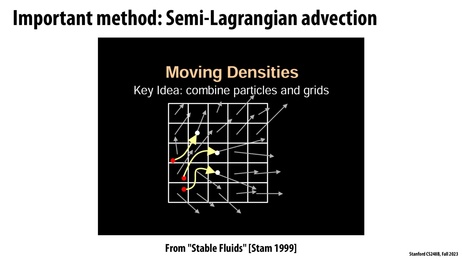 Important method: Semi-Lagrangian advection
Moving Densities
Key Idea: combine particles and grids
From "Stable Fluids" [Stam 1999]
Stanford CS248B, Fall 2023